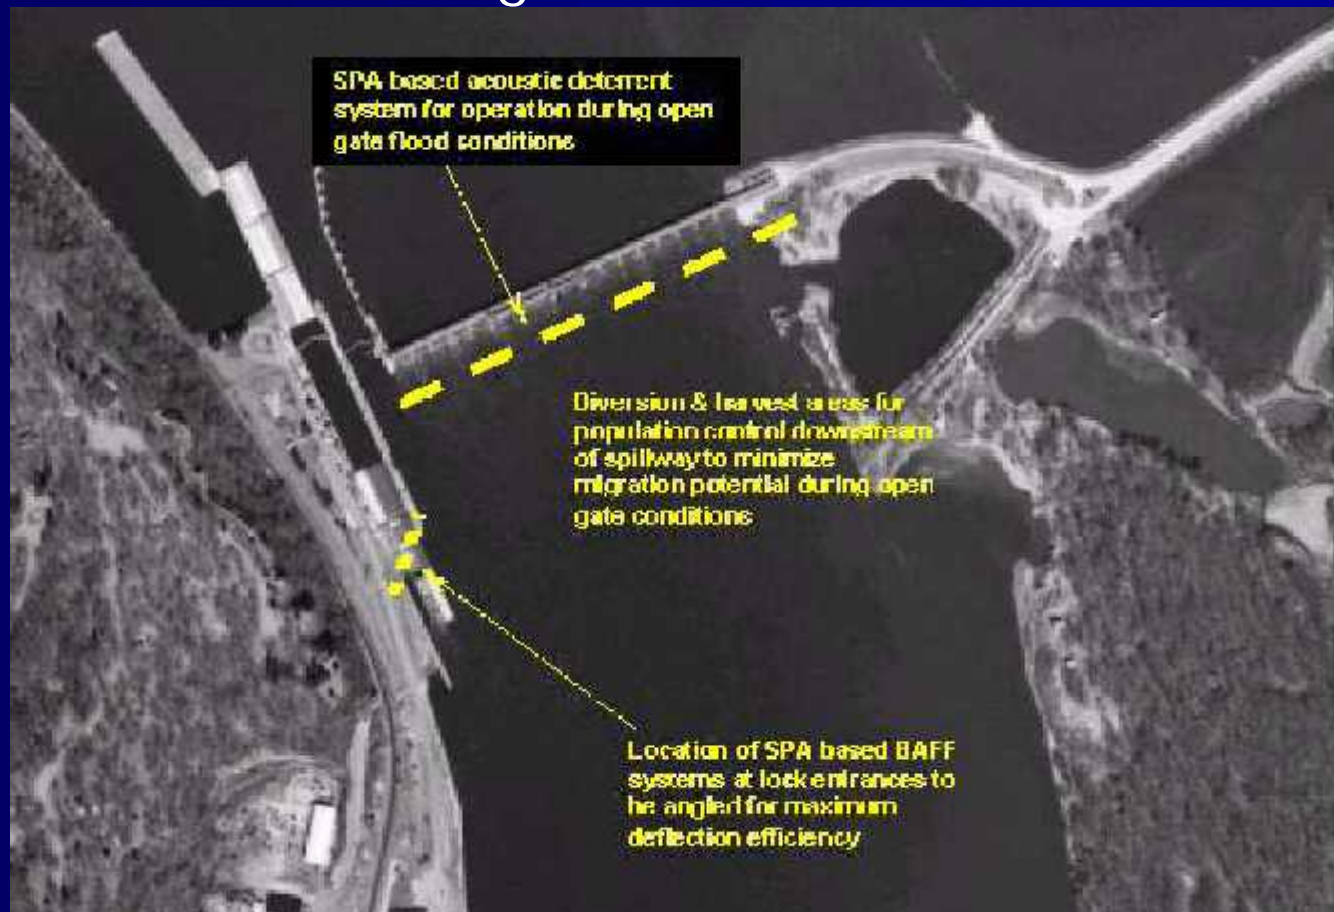 SPA based acoustic deterrent
system for operation during open
gate flood conditions
Diversion & harvest areas for
population control downstream
of spillway to minimize
migration potential during open
gate conditions
Location of SPA based BAFF
systems at lock entrances to
be angled for maximum
deflection efficiency